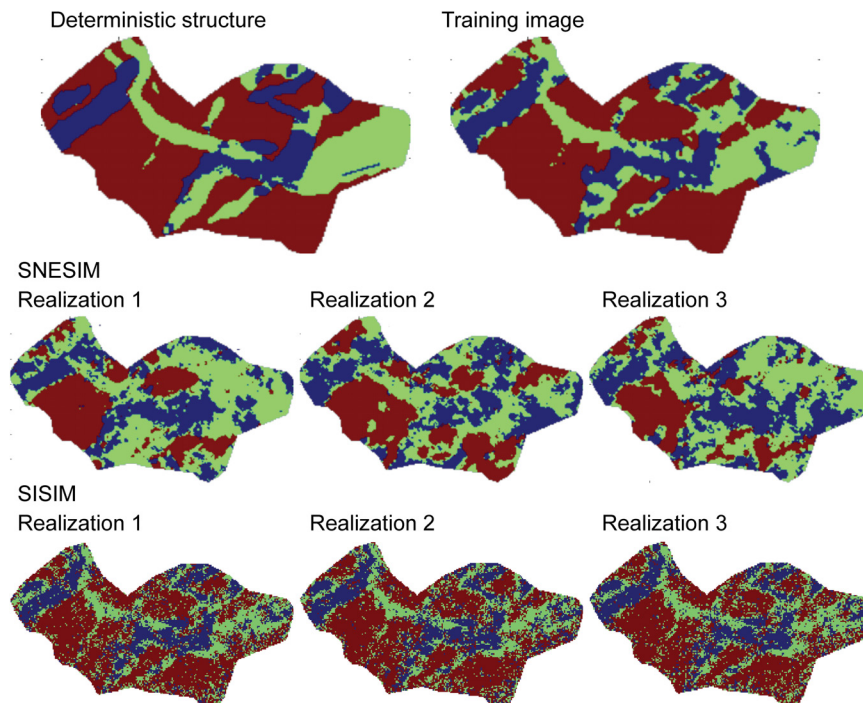 Deterministic structure
Training image
SNESIM
Realization 1
Realization 2
Realization 3
SISIM
Realization 1
Realization 2
Realization 3